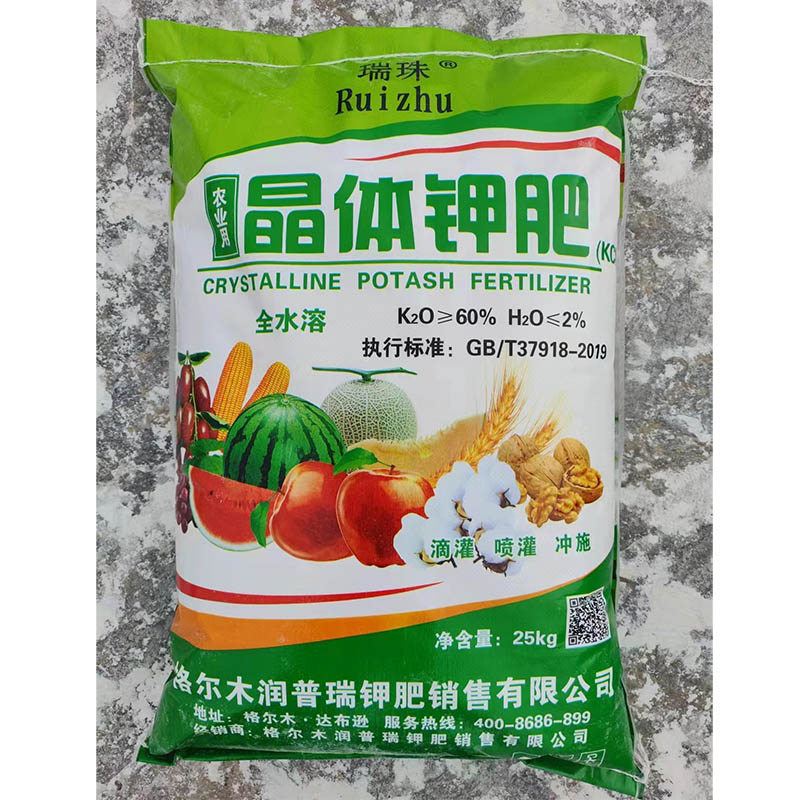 瑞珠®
Ruizhu
农业用
晶体钾肥(KC
CRYSTALLINE POTASH FERTILIZER
全水溶
K2O≥60% H2O≤2%
执行标准：GB/T37918-2019
滴灌 喷灌 冲施
净含量：25kg
格尔木润普瑞钾肥销售有限公司
地址：格尔木·达布逊 服务热线：400-8686-899
经销商：格尔木润普瑞钾肥销售有限公司